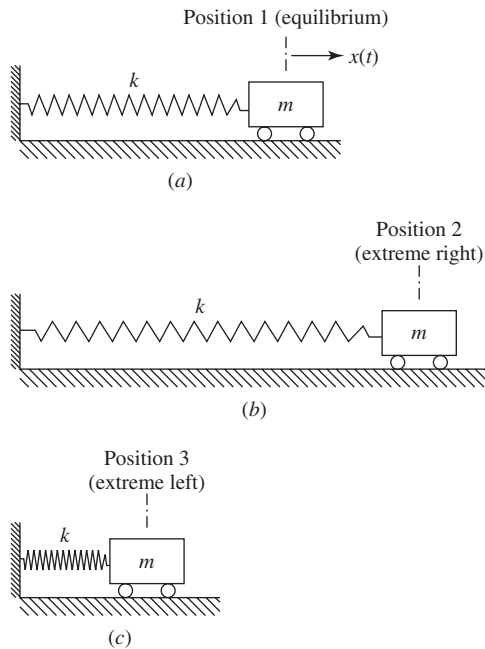 Position 1 (equilibrium)
x(t)
k
m
(a)
Position 2
(extreme right)
k
m
(b)
Position 3
(extreme left)
k
m
(c)